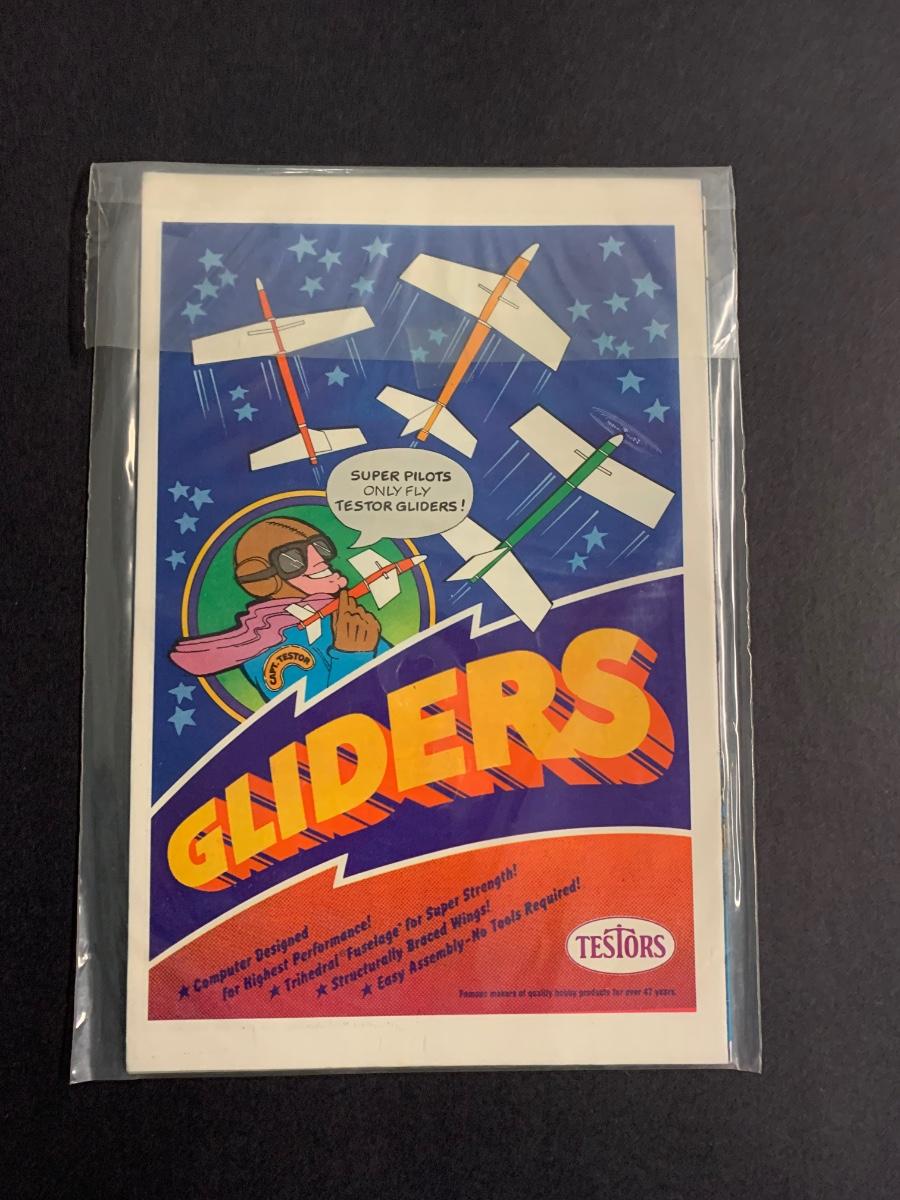 SUPER PILOTS
ONLY FLY
TESTOR GLIDERS!
CAPT. TESTOR
GLIDERS
★ Computer Designed
for Highest Performance!
★ Trihedral Fuselage for Super Strength!
★ Structurally Braced Wings!
★ Easy Assembly-No Tools Required!
TESTORS
Famous makers of quality hobby products for over 47 years.